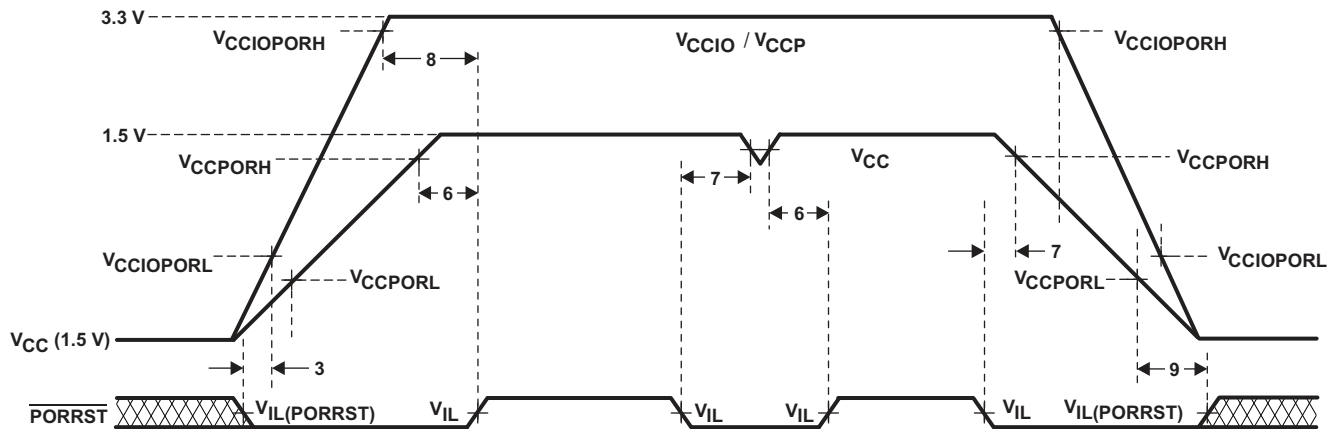 3.3 V
VCCIOPORH
VCCIO / VCCP
VCCIOPORH
8
1.5 V
VCCPORH
VCC
VCCPORH
7
6
6
7
VCCIOPORL
VCCPORL
VCCPORL
VCCIOPORL
VCC (1.5 V)
3
9
PORRST
VIL(PORRST)
VIL
VIL
VIL
VIL
VIL(PORRST)